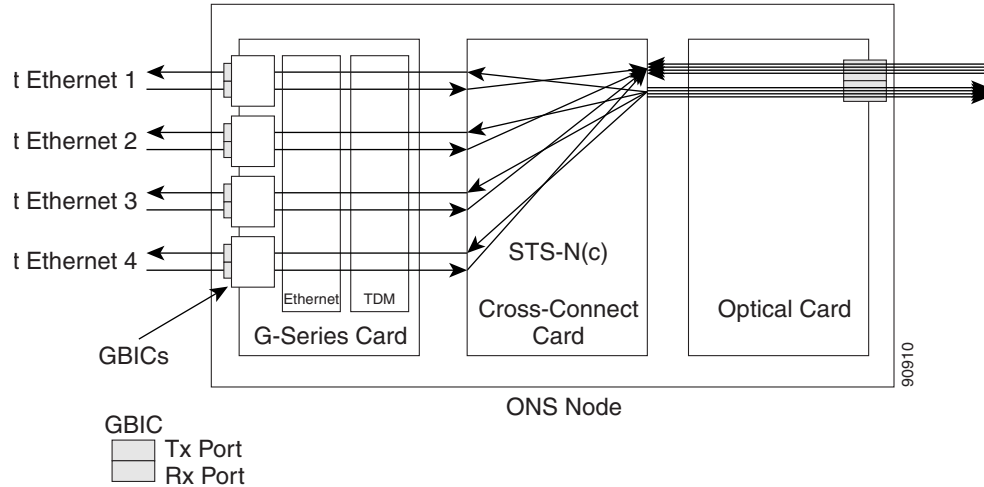 t Ethernet 1
t Ethernet 2
t Ethernet 3
t Ethernet 4
GBICs
Ethernet
TDM
G-Series Card
STS-N(c)
Cross-Connect
Card
Optical Card
90910
ONS Node
GBIC
Tx Port
Rx Port